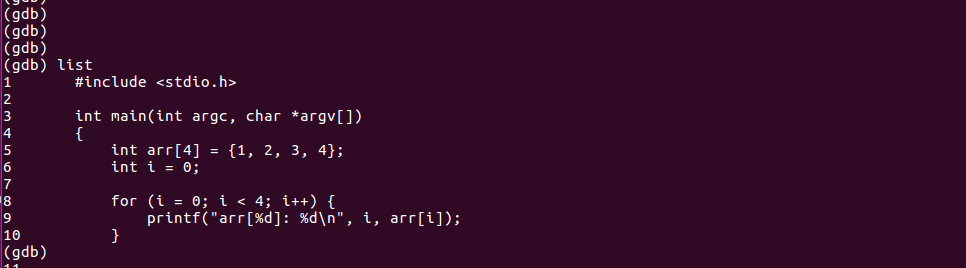 (gdb)
(gdb)
(gdb)
(gdb)
(gdb) list
1       #include <stdio.h>
2
3       int main(int argc, char *argv[])
4       {
5           int arr[4] = {1, 2, 3, 4};
6           int i = 0;
7
8           for (i = 0; i < 4; i++) {
9               printf("arr[%d]: %d\n", i, arr[i]);
10          }
(gdb)
11